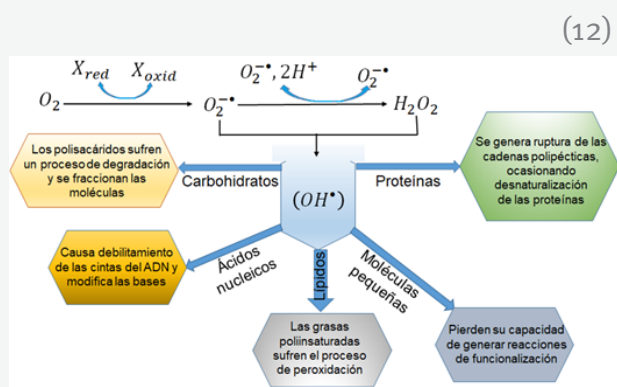 (12)
X_red X_oxid O₂⁻•, 2H⁺ O₂⁻•
O₂ O₂⁻• H₂O₂
Los polisacáridos sufren
un proceso de degradación
y se fraccionan las
moléculas
Carbohidratos
(OH•)
Proteínas
Se genera ruptura de las
cadenas polipécticas,
ocasionando
desnaturalización
de las proteínas
Causa debilitamiento
de las cintas del ADN y
modifica las bases
Ácidos
nucleicos
Lípidos
Moléculas
pequeñas
Las grasas
poliinsaturadas
sufren el proceso
de peroxidación
Pierden su capacidad
de generar reacciones
de funcionalización